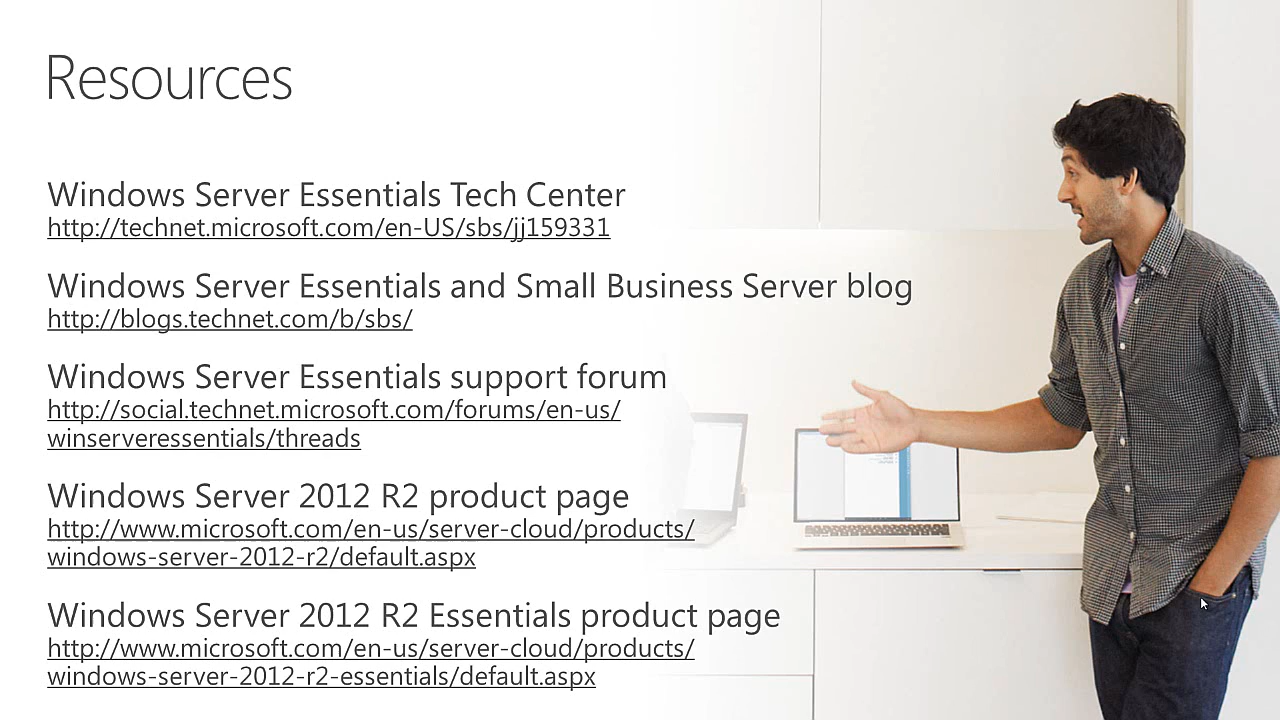 Resources
Windows Server Essentials Tech Center
http://technet.microsoft.com/en-US/sbs/jj159331
Windows Server Essentials and Small Business Server blog
http://blogs.technet.com/b/sbs/
Windows Server Essentials support forum
http://social.technet.microsoft.com/forums/en-us/
winserveressentials/threads
Windows Server 2012 R2 product page
http://www.microsoft.com/en-us/server-cloud/products/
windows-server-2012-r2/default.aspx
Windows Server 2012 R2 Essentials product page
http://www.microsoft.com/en-us/server-cloud/products/
windows-server-2012-r2-essentials/default.aspx